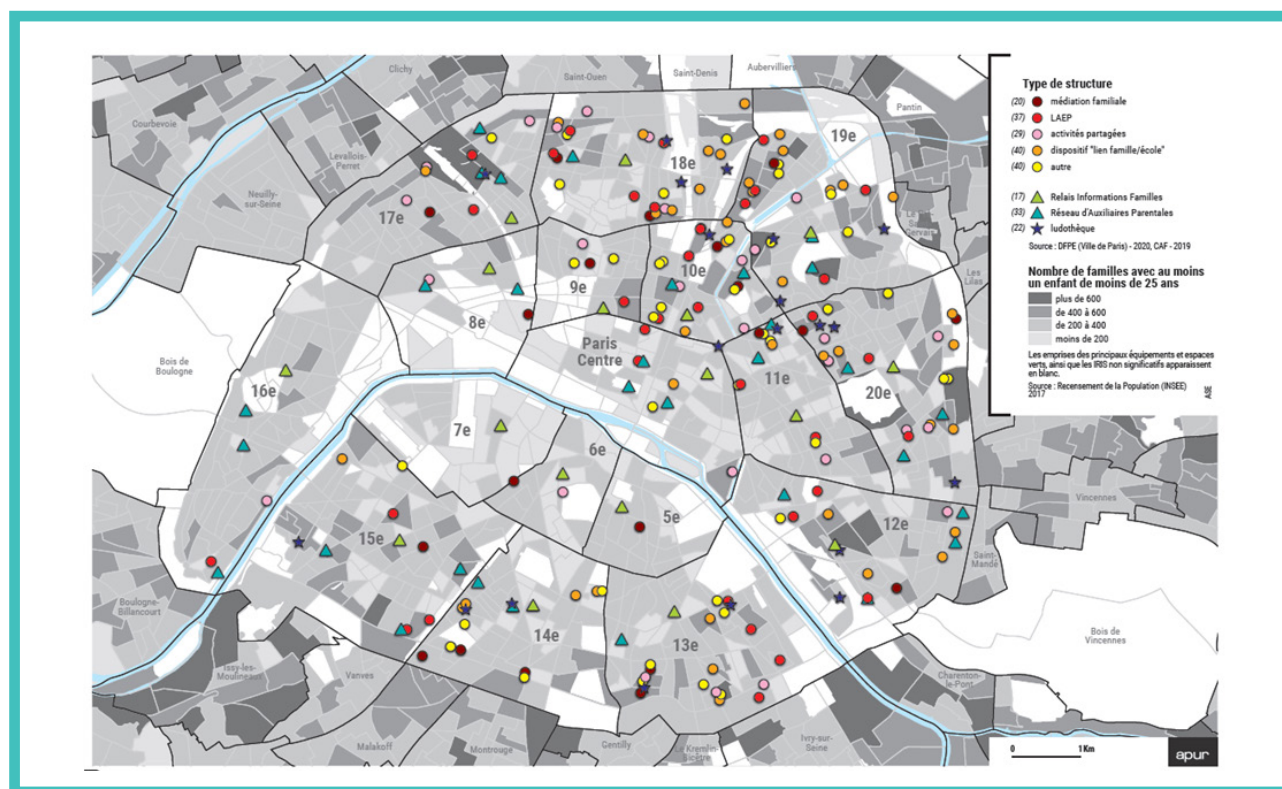 Clichy
Saint-Ouen
Saint-Denis
Aubervilliers
Pantin
Courbevoie
Levallois-
Perret
Neuilly-
sur-Seine
17e
18e
19e
Le
Gervais
Les
Lilas
8e
9e
10e
Paris
Centre
Bois de
Boulogne
16e
7e
6e
5e
11e
20e
12e
Vincennes
Saint-
Mandé
15e
14e
13e
Boulogne-
Billancourt
Issy-les-
Moulineaux
Vanves
Malakoff
Montrouge
Gentilly
Le Kremlin-
Bicêtre
Ivry-sur-
Seine
Charenton-
le-Pont
Bois de
Vincennes
Type de structure
(20) médiation familiale
(37) LAEP
(29) activités partagées
(40) dispositif "lien famille/école"
(40) autre
(17) Relais Informations Familles
(33) Réseau d'Auxiliaires Parentales
(22) ludothèque
Source : DFPE (Ville de Paris) - 2020, CAF - 2019
Nombre de familles avec au moins
un enfant de moins de 25 ans
plus de 600
de 400 à 600
de 200 à 400
moins de 200
Les emprises des principaux équipements et espaces
verts, ainsi que les IRIS non significatifs apparaissent
en blanc.
Source : Recensement de la Population (INSEE)
2017
0 1 Km
apur